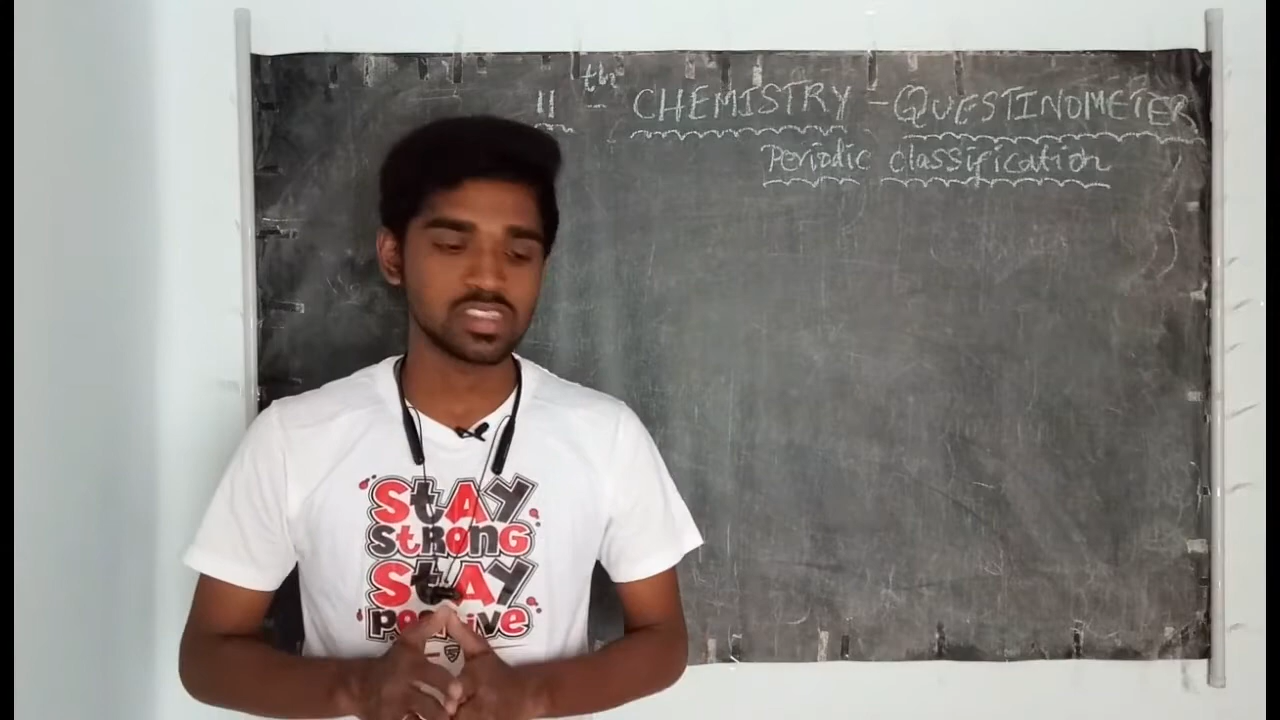 11th CHEMISTRY - QUESTINOMETER
Periodic classification
STAY
STRONG
STAY
positive